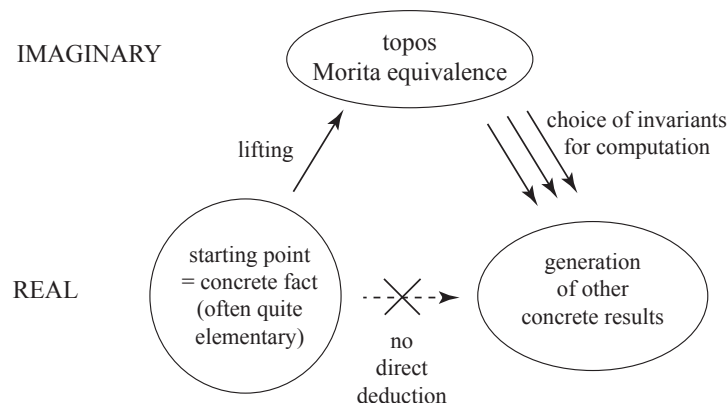 IMAGINARY
topos
Morita equivalence
lifting
choice of invariants
for computation
REAL
starting point
= concrete fact
(often quite
elementary)
generation
of other
concrete results
no
direct
deduction